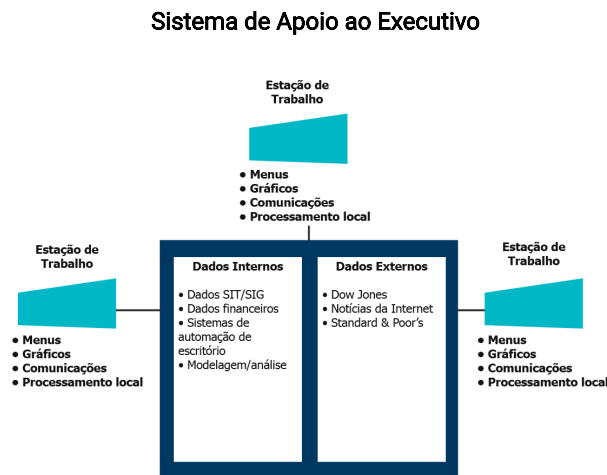 Sistema de Apoio ao Executivo
Estação de
Trabalho
• Menus
• Gráficos
• Comunicações
• Processamento local
Estação de
Trabalho
• Menus
• Gráficos
• Comunicações
• Processamento local
Dados Internos
• Dados SIT/SIG
• Dados financeiros
• Sistemas de
automação de
escritório
• Modelagem/análise
Dados Externos
• Dow Jones
• Notícias da Internet
• Standard & Poor’s
Estação de
Trabalho
• Menus
• Gráficos
• Comunicações
• Processamento local